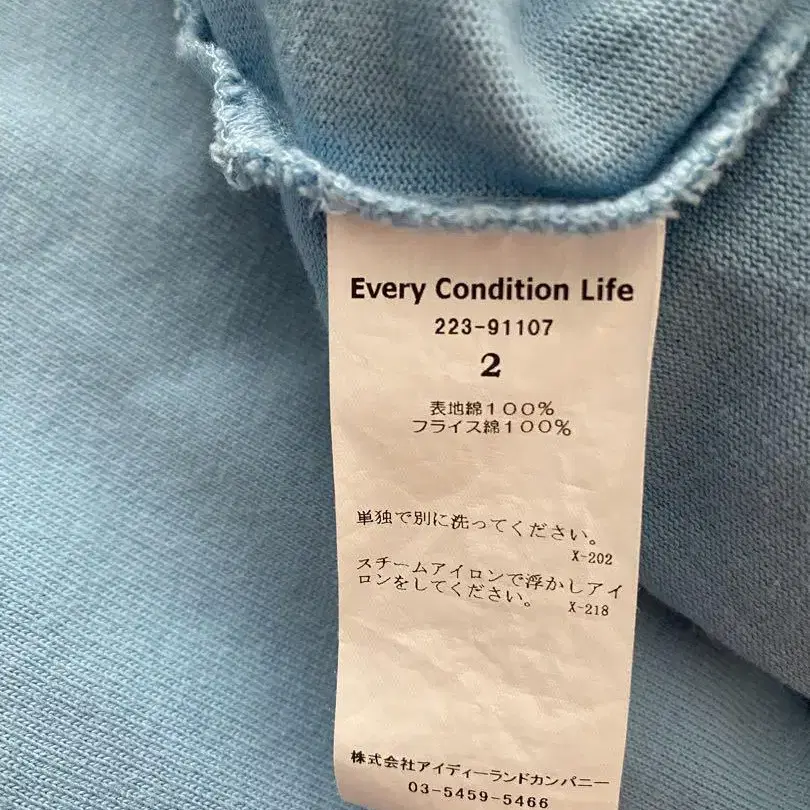 Every Condition Life
223-91107
2
表地綿１００％
フライス綿１００％
単独で別に洗ってください。
X-202
スチームアイロンで浮かしアイ
ロンをしてください。 X-218
株式会社アイディーランドカンパニー
03-5459-5466